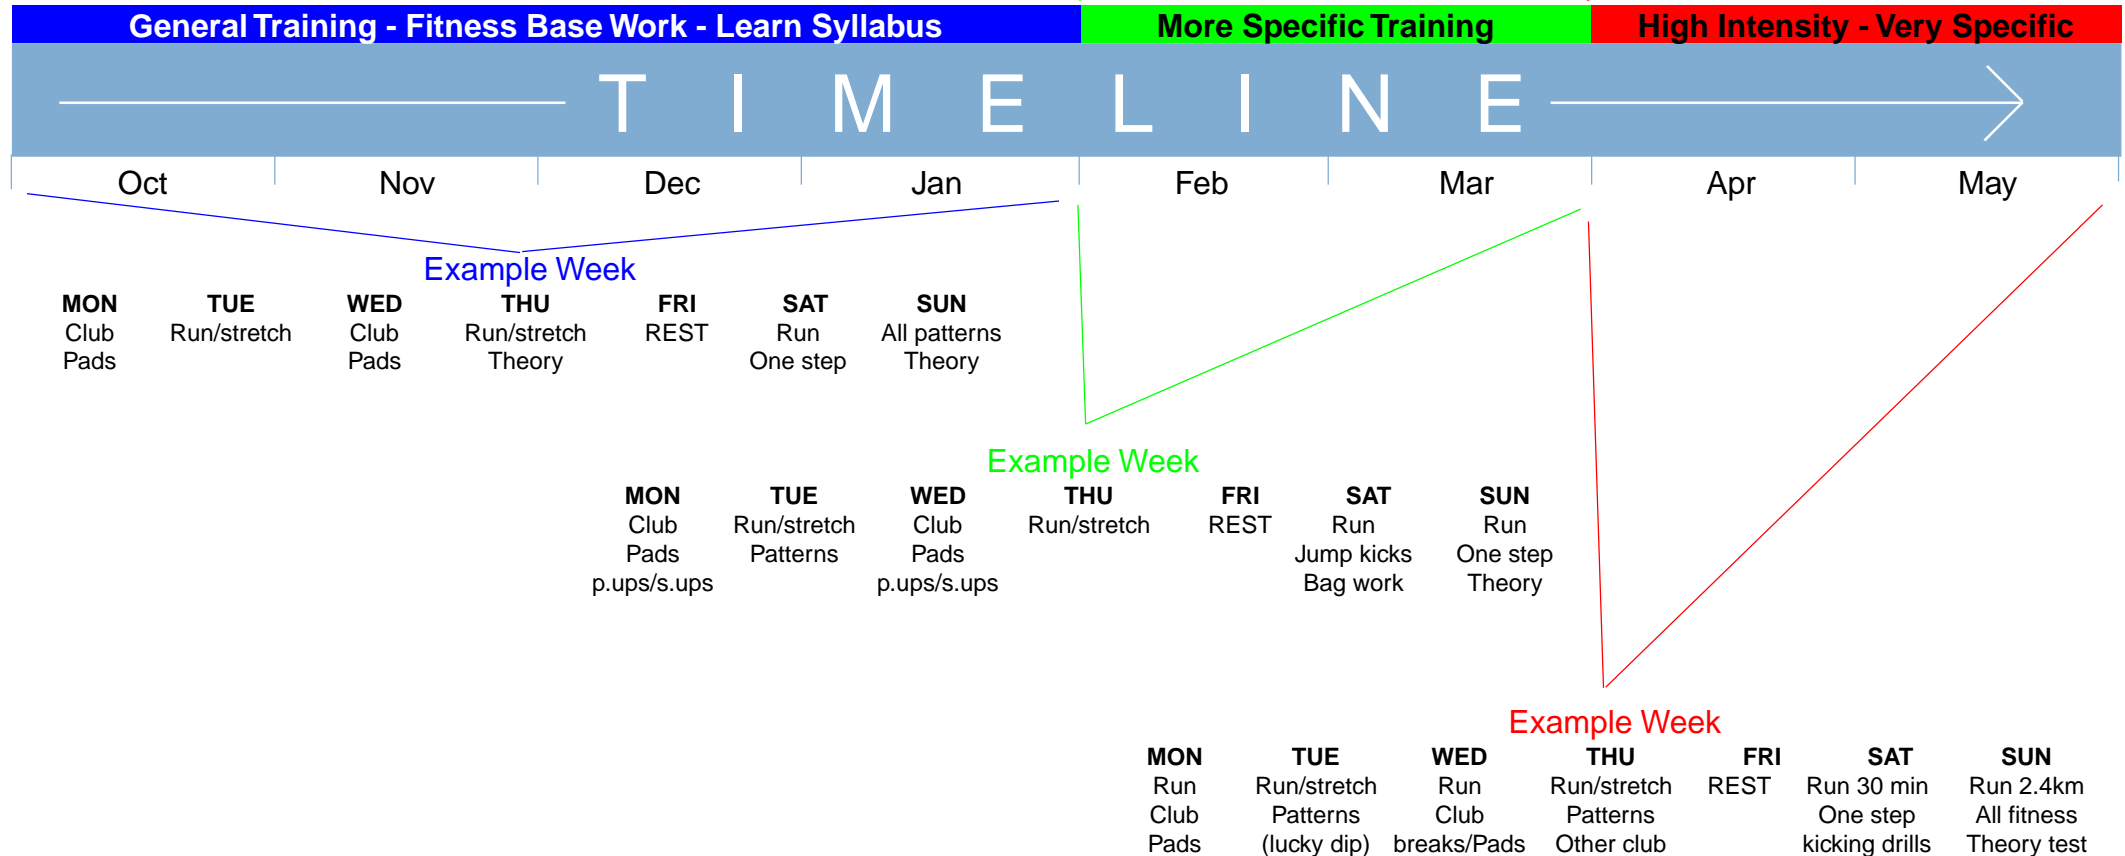 General Training - Fitness Base Work - Learn Syllabus More Specific Training High Intensity - Very Specific
TIMELINE
Oct Nov Dec Jan Feb Mar Apr May
Example Week
MON TUE WED THU FRI SAT SUN
Club Run/stretch Club Run/stretch REST Run All patterns
Pads Pads Theory One step Theory
Example Week
MON TUE WED THU FRI SAT SUN
Club Run/stretch Club Run/stretch REST Run Run
Pads Patterns Pads Jump kicks One step
p.ups/s.ups p.ups/s.ups Bag work Theory
Example Week
MON TUE WED THU FRI SAT SUN
Run Run/stretch Run Run/stretch REST Run 30 min Run 2.4km
Club Patterns Club Patterns One step All fitness
Pads (lucky dip) breaks/Pads Other club kicking drills Theory test